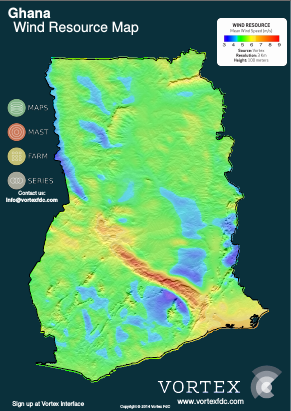 Ghana
Wind Resource Map
WIND RESOURCE
Mean Wind Speed [m/s]
3 4 5 6 7 8 9
Source: Vortex
Resolution: 3 Km.
Height: 100 meters
MAPS
MAST
FARM
SERIES
Contact us:
info@vortexfdc.com
VORTEX
www.vortexfdc.com
Sign up at Vortex Interface
Copyright © 2014 Vortex FdC